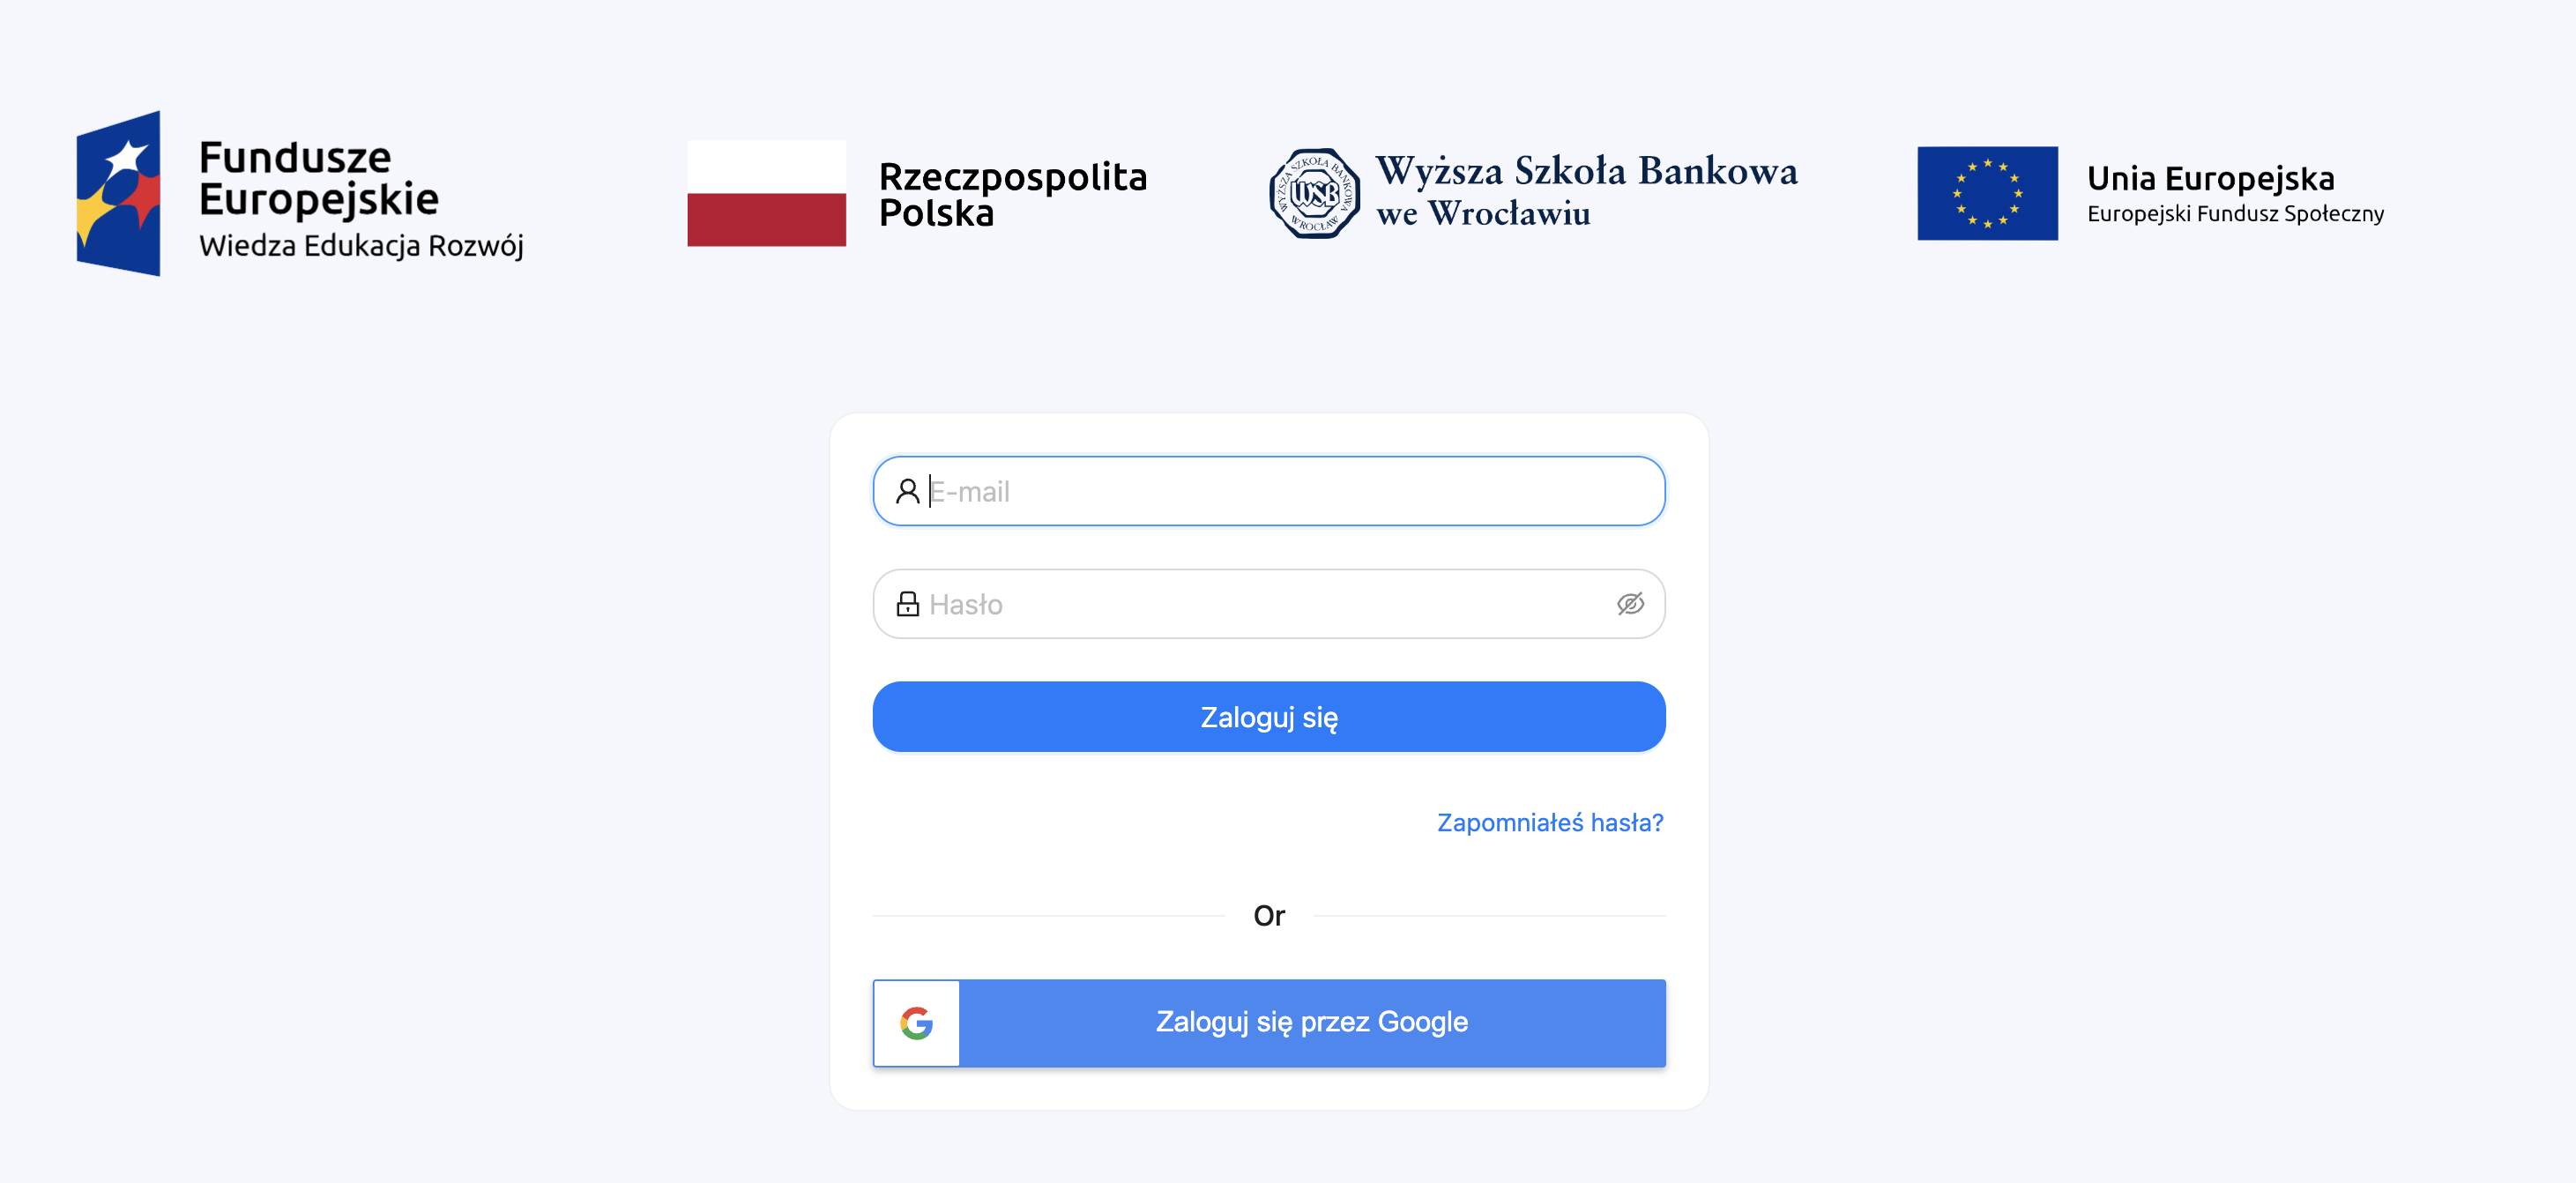 Fundusze
Europejskie
Wiedza Edukacja Rozwój
Rzeczpospolita
Polska
WYŻSZA SZKOŁA BANKOWA
WSB
WROCŁAW
Wyższa Szkoła Bankowa
we Wrocławiu
Unia Europejska
Europejski Fundusz Społeczny
E-mail
Hasło
Zaloguj się
Zapomniałeś hasła?
Or
Zaloguj się przez Google